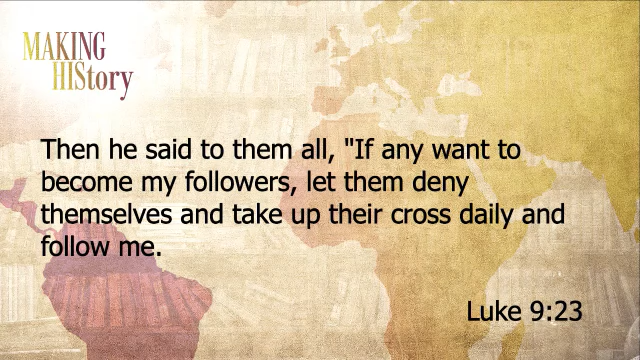 MAKING
HIStory
Then he said to them all, "If any want to
become my followers, let them deny
themselves and take up their cross daily and
follow me.
Luke 9:23